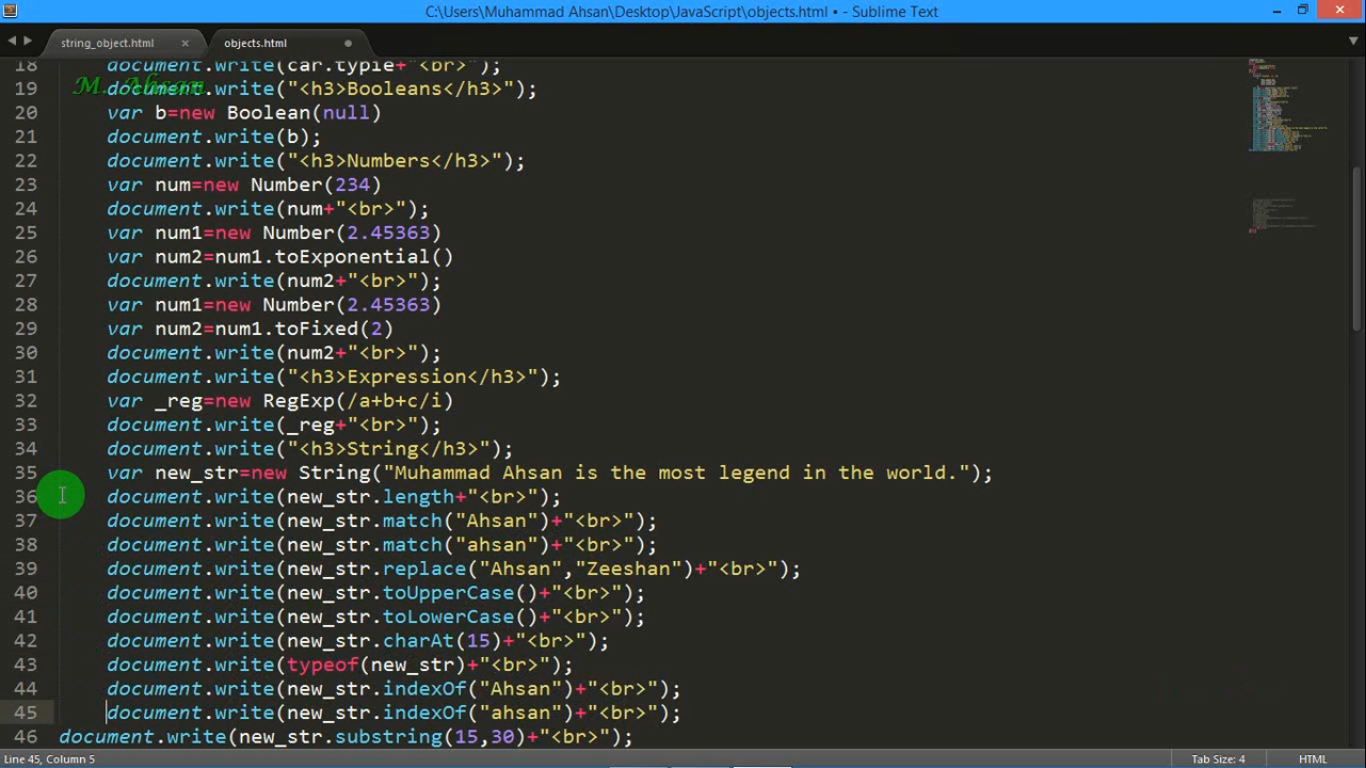 C:\Users\Muhammad Ahsan\Desktop\JavaScript\objects.html • - Sublime Text
string_object.html × objects.html
M. Ahsan
18 document.write(car.typie+"<br>");
19 document.write("<h3>Booleans</h3>");
20 var b=new Boolean(null)
21 document.write(b);
22 document.write("<h3>Numbers</h3>");
23 var num=new Number(234)
24 document.write(num+"<br>");
25 var num1=new Number(2.45363)
26 var num2=num1.toExponential()
27 document.write(num2+"<br>");
28 var num1=new Number(2.45363)
29 var num2=num1.toFixed(2)
30 document.write(num2+"<br>");
31 document.write("<h3>Expression</h3>");
32 var _reg=new RegExp(/a+b+c/i)
33 document.write(_reg+"<br>");
34 document.write("<h3>String</h3>");
35 var new_str=new String("Muhammad Ahsan is the most legend in the world.");
36 document.write(new_str.length+"<br>");
37 document.write(new_str.match("Ahsan")+"<br>");
38 document.write(new_str.match("ahsan")+"<br>");
39 document.write(new_str.replace("Ahsan","Zeeshan")+"<br>");
40 document.write(new_str.toUpperCase()+"<br>");
41 document.write(new_str.toLowerCase()+"<br>");
42 document.write(new_str.charAt(15)+"<br>");
43 document.write(typeof(new_str)+"<br>");
44 document.write(new_str.indexOf("Ahsan")+"<br>");
45 document.write(new_str.indexOf("ahsan")+"<br>");
46 document.write(new_str.substring(15,30)+"<br>");
Line 45, Column 5 Tab Size: 4 HTML